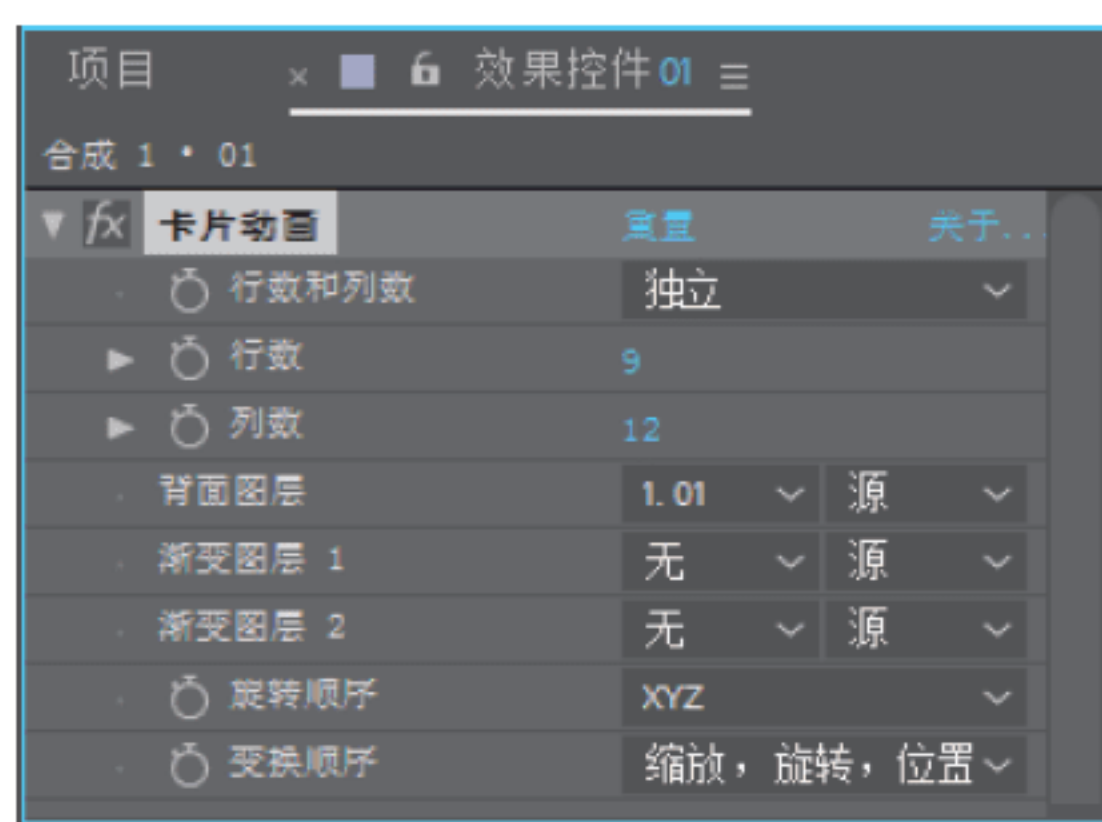 项目 × 效果控件 01 ≡
合成 1 • 01
fx 卡片动画 重置 关于...
行数和列数 独立
行数 9
列数 12
背面图层 1. 01 源
渐变图层 1 无 源
渐变图层 2 无 源
旋转顺序 XYZ
变换顺序 缩放，旋转，位置